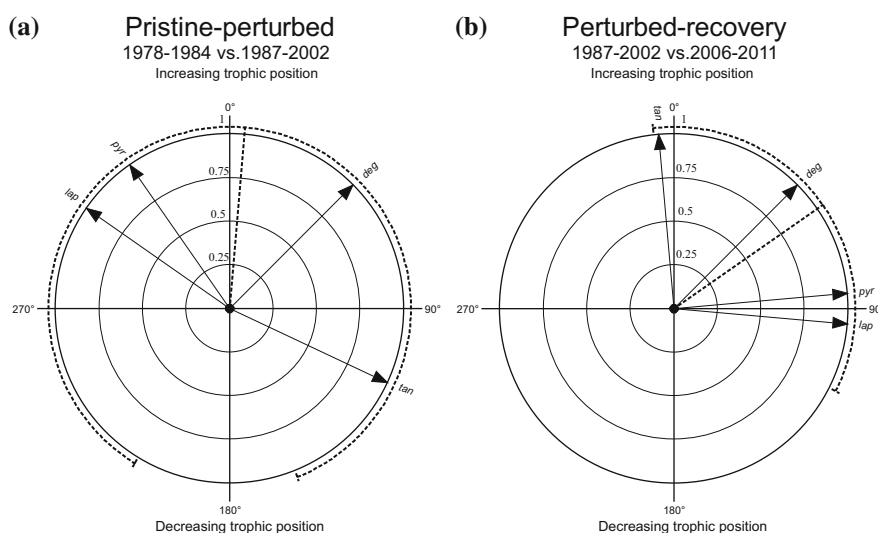 (a) Pristine-perturbed
1978-1984 vs.1987-2002
Increasing trophic position
0°
1
0.75
0.5
0.25
pyr
lap
deg
tan
270°
90°
180°
Decreasing trophic position
(b) Perturbed-recovery
1987-2002 vs.2006-2011
Increasing trophic position
0°
tan
1
0.75
0.5
0.25
deg
pyr
lap
270°
90°
180°
Decreasing trophic position